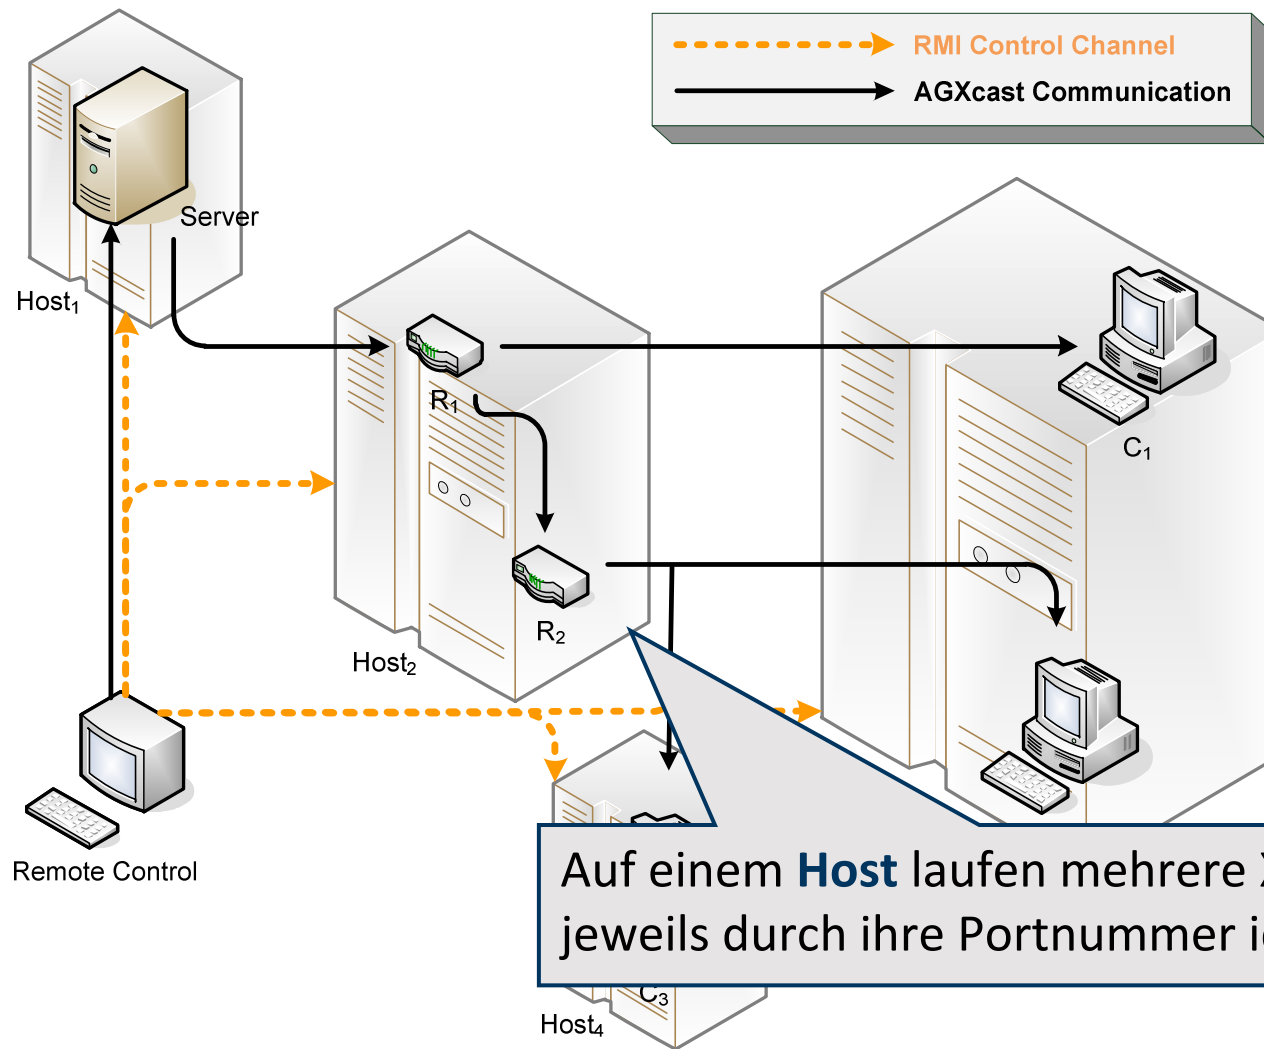 RMI Control Channel
AGXcast Communication
Server
Host₁
R₁
C₁
R₂
Host₂
Remote Control
Auf einem Host laufen mehrere
jeweils durch ihre Portnummer
C₃
Host₄